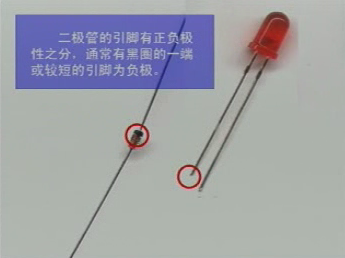 二极管的引脚有正负极
性之分，通常有黑圈的一端
或较短的引脚为负极。